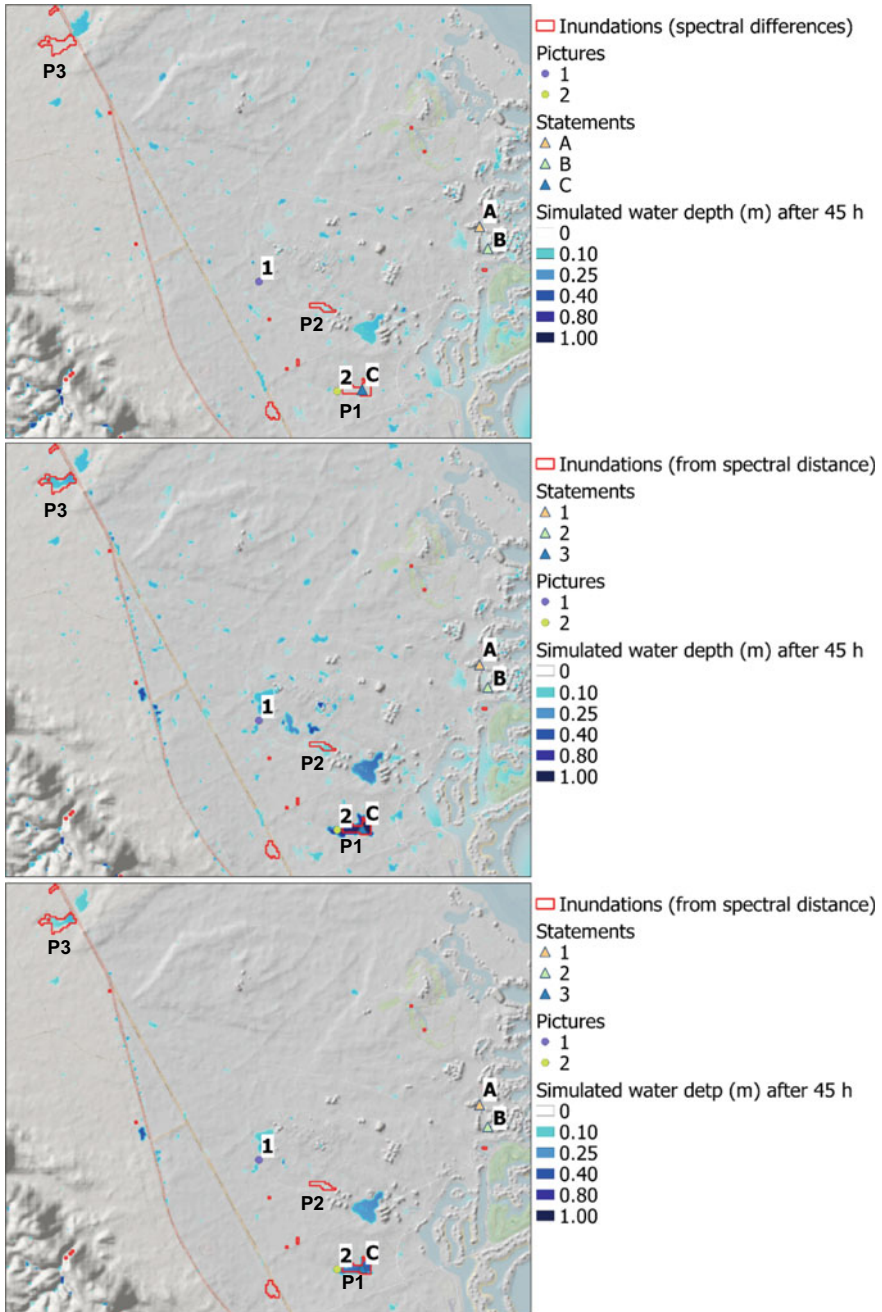 P3
1
P2
2 C
P1
A
B
Inundations (spectral differences)
Pictures
1
2
Statements
A
B
C
Simulated water depth (m) after 45 h
0
0.10
0.25
0.40
0.80
1.00
P3
1
P2
2 C
P1
A
B
Inundations (from spectral distance)
Statements
1
2
3
Pictures
1
2
Simulated water depth (m) after 45 h
0
0.10
0.25
0.40
0.80
1.00
P3
1
P2
2 C
P1
A
B
Inundations (from spectral distance)
Statements
1
2
3
Pictures
1
2
Simulated water detp (m) after 45 h
0
0.10
0.25
0.40
0.80
1.00